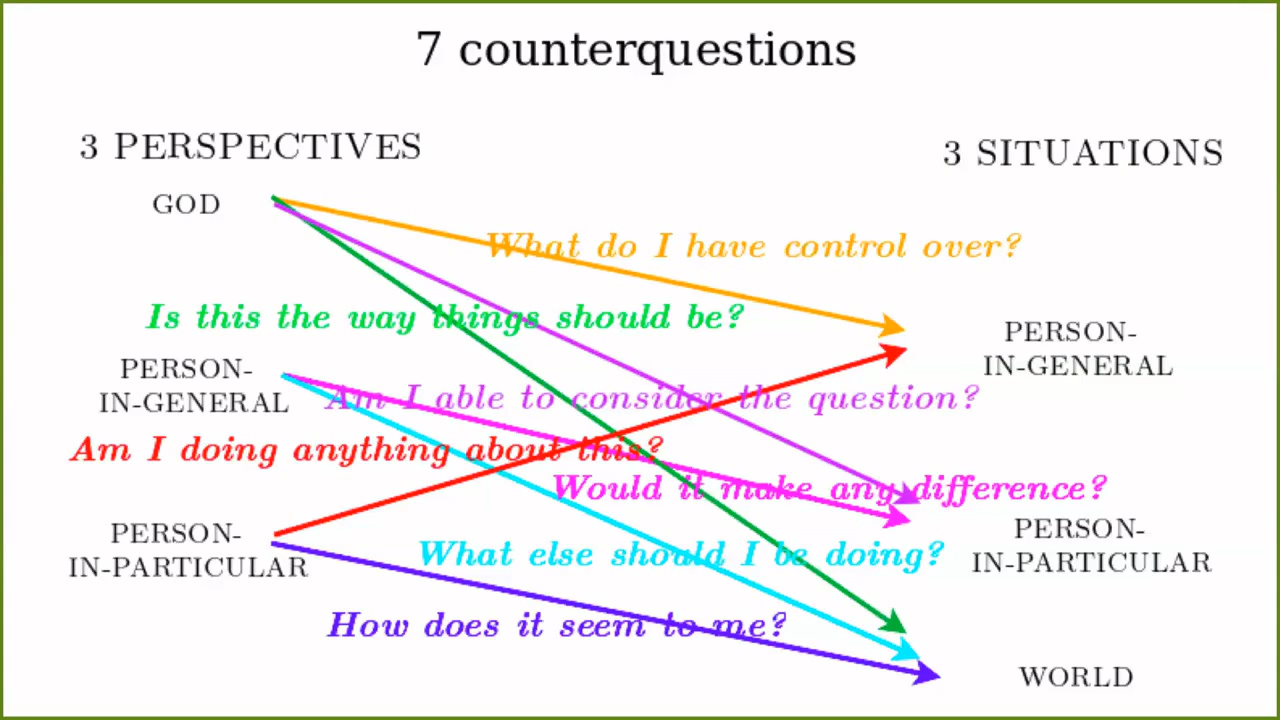 7 counterquestions
3 PERSPECTIVES
3 SITUATIONS
GOD
What do I have control over?
Is this the way things should be?
PERSON-
IN-GENERAL
PERSON-
IN-GENERAL
Am I able to consider the question?
Am I doing anything about this?
Would it make any difference?
PERSON-
IN-PARTICULAR
PERSON-
IN-PARTICULAR
What else should I be doing?
How does it seem to me?
WORLD